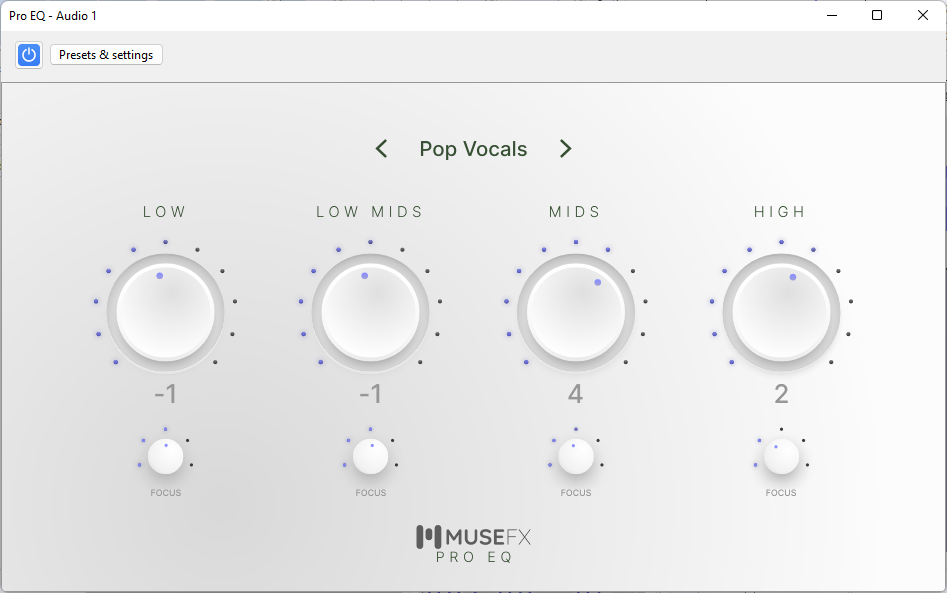 Pro EQ - Audio 1
Presets & settings
Pop Vocals
LOW
LOW MIDS
MIDS
HIGH
-1
-1
4
2
FOCUS
FOCUS
FOCUS
FOCUS
MUSEFX
PRO EQ